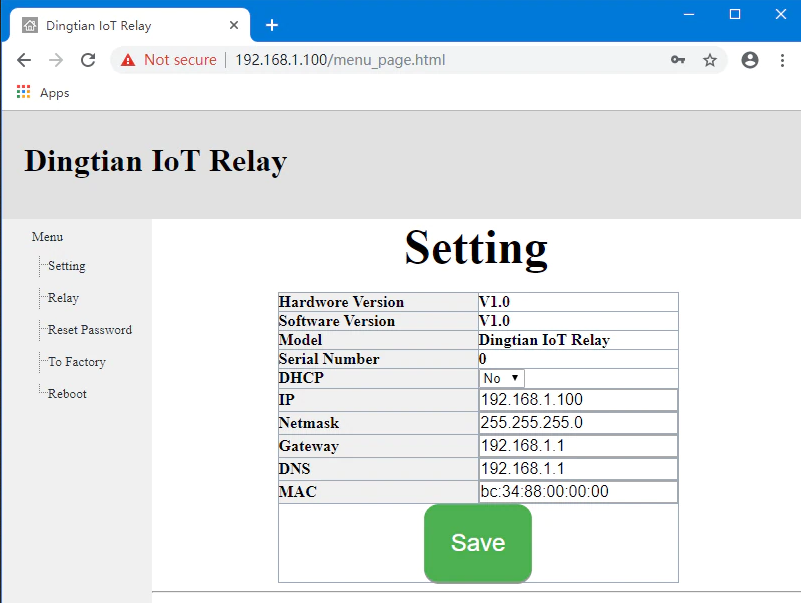 Dingtian IoT Relay
Not secure 192.168.1.100/menu_page.html
Apps
Dingtian IoT Relay
Menu
Setting
Relay
Reset Password
To Factory
Reboot
Setting
Hardwore Version V1.0
Software Version V1.0
Model Dingtian IoT Relay
Serial Number 0
DHCP No
IP 192.168.1.100
Netmask 255.255.255.0
Gateway 192.168.1.1
DNS 192.168.1.1
MAC bc:34:88:00:00:00
Save